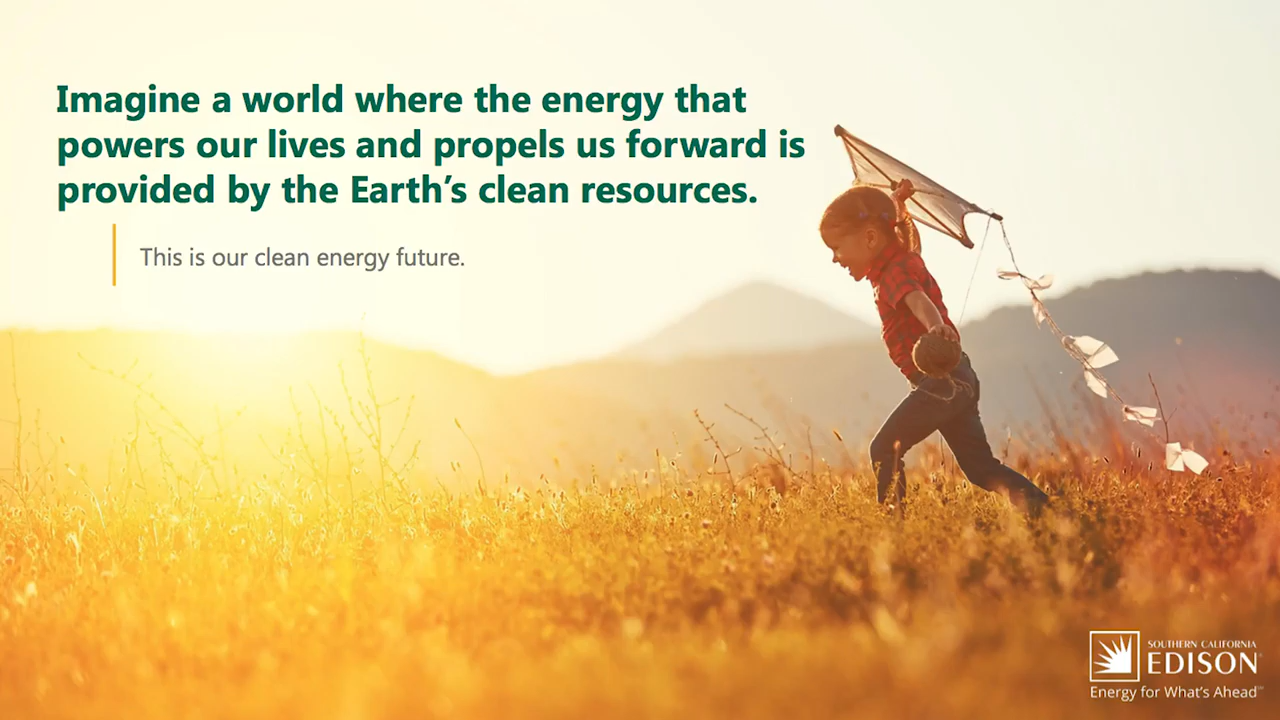 Imagine a world where the energy that
powers our lives and propels us forward is
provided by the Earth’s clean resources.
This is our clean energy future.
SOUTHERN CALIFORNIA
EDISON®
Energy for What’s Ahead℠